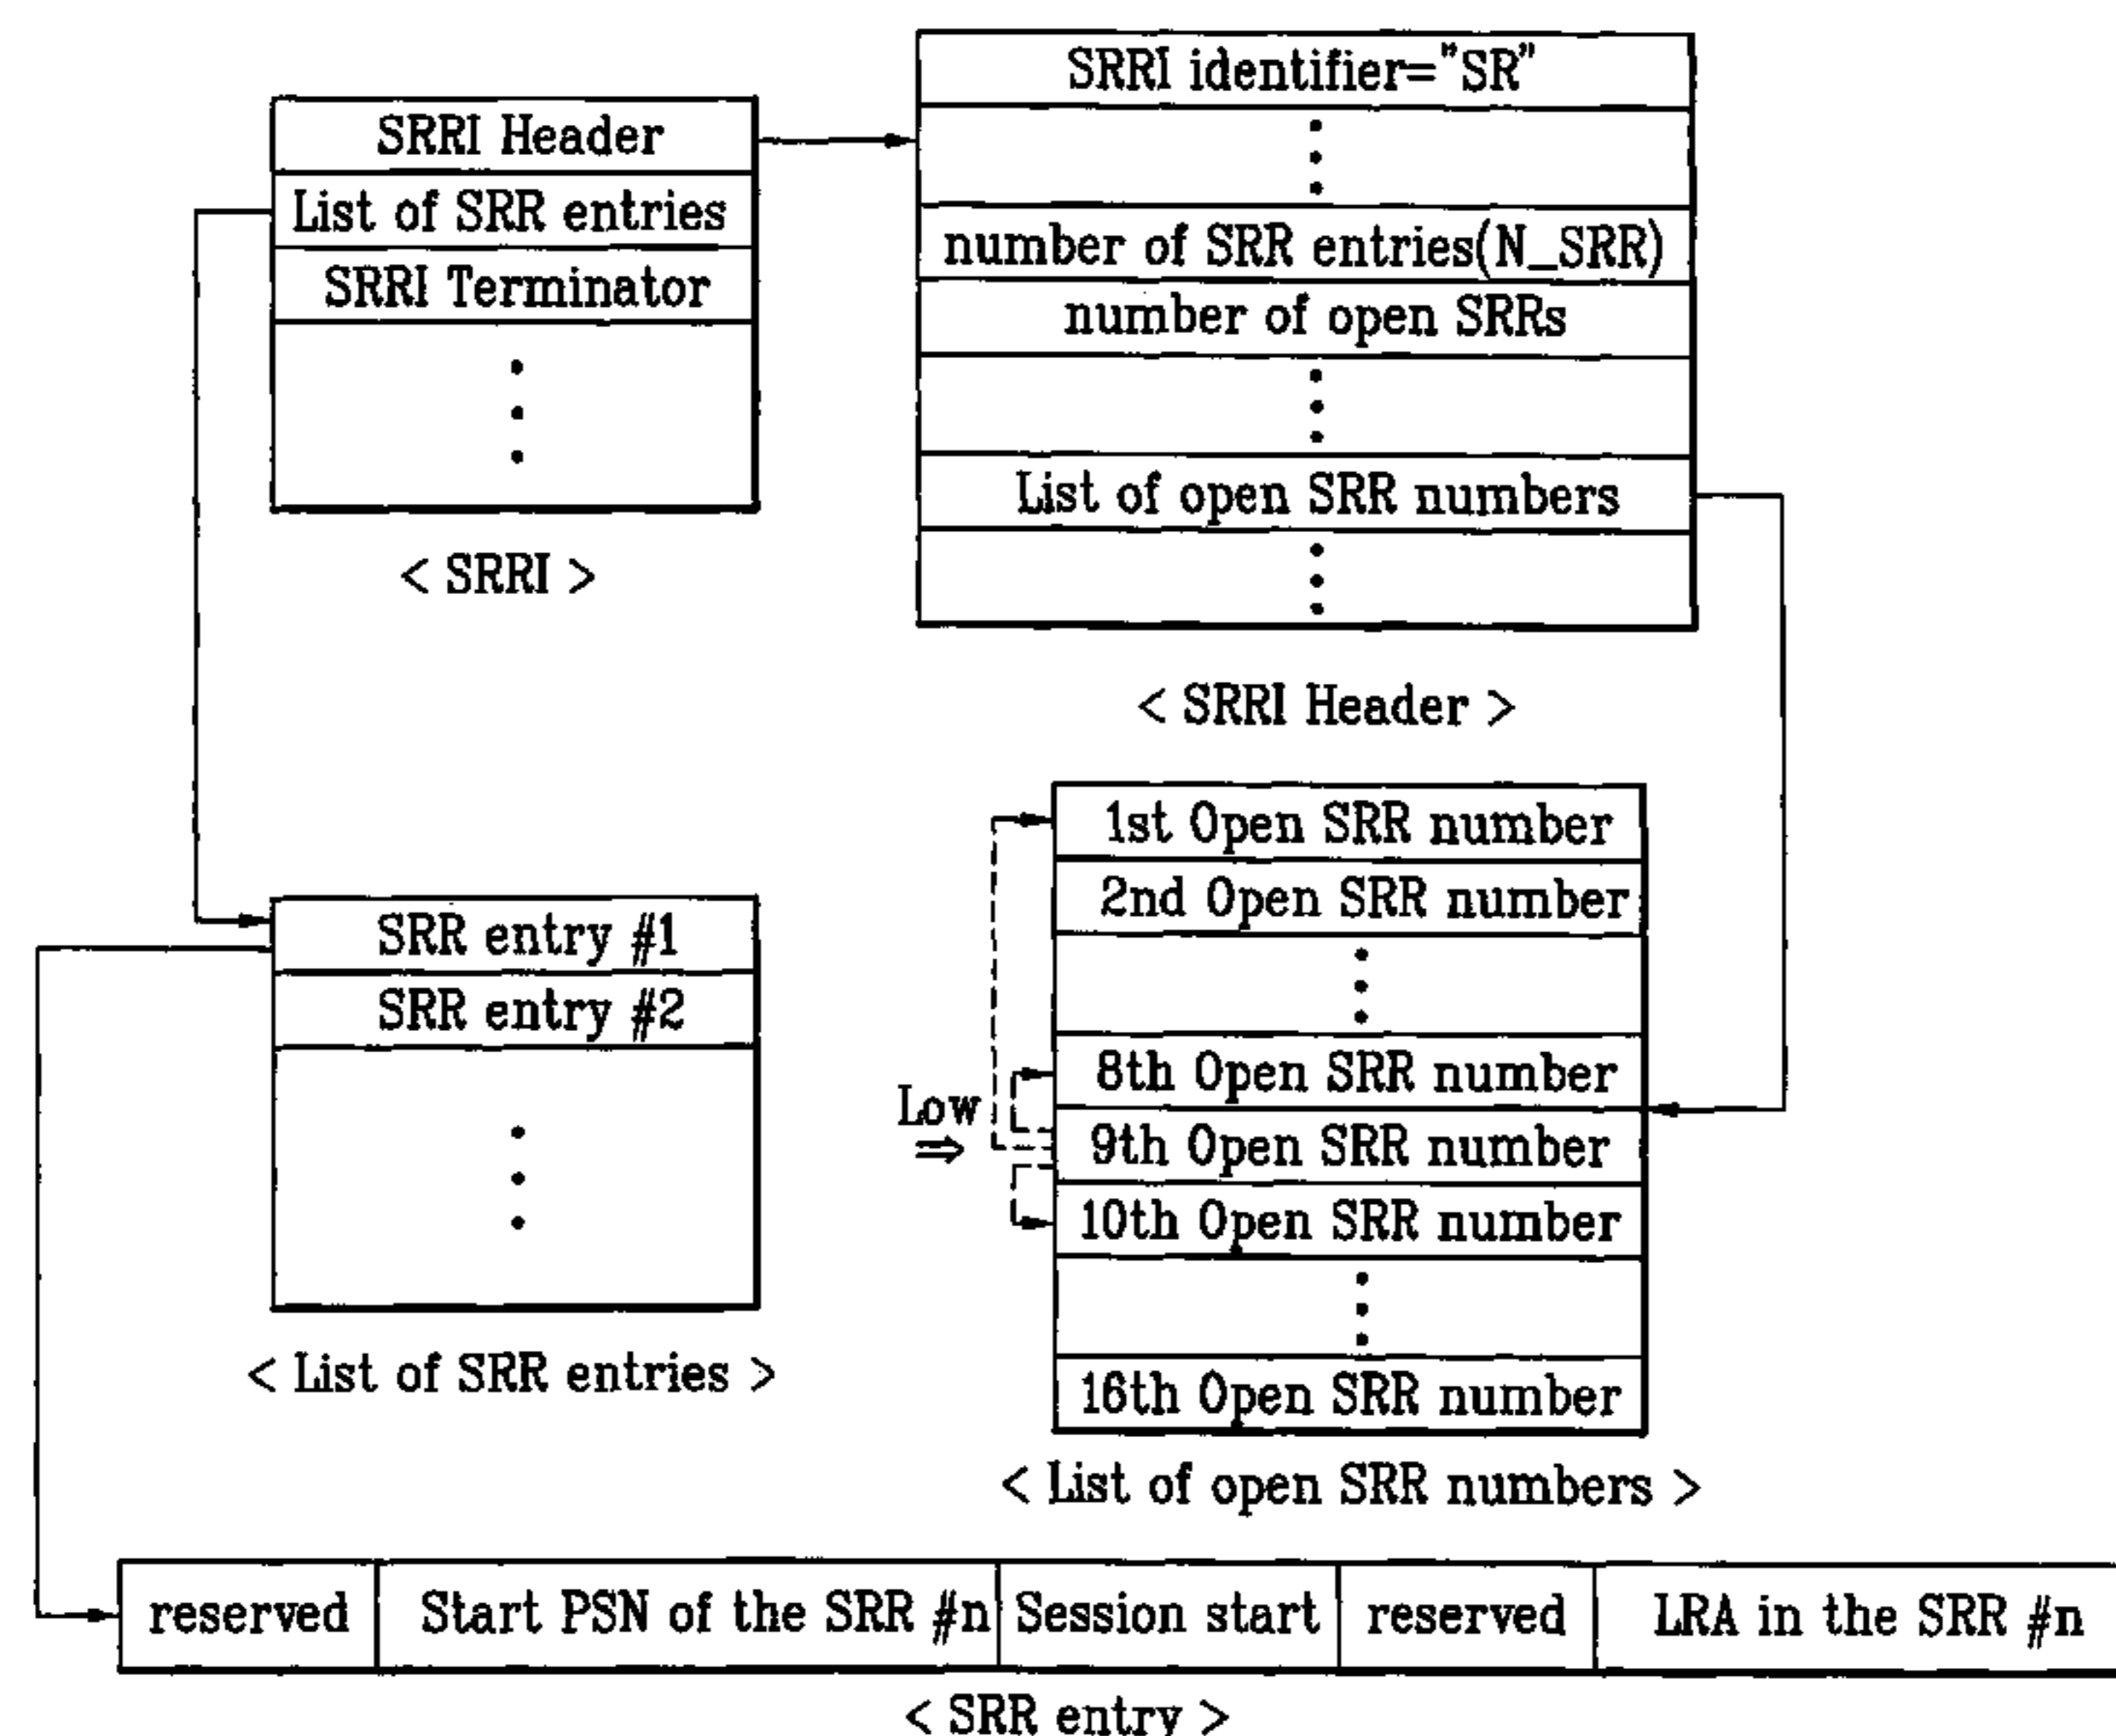 SRRI Header
List of SRR entries
SRRI Terminator
< SRRI >
SRRI identifier="SR"
number of SRR entries(N_SRR)
number of open SRRs
List of open SRR numbers
< SRRI Header >
SRR entry #1
SRR entry #2
< List of SRR entries >
1st Open SRR number
2nd Open SRR number
8th Open SRR number
Low
⇒
9th Open SRR number
10th Open SRR number
16th Open SRR number
< List of open SRR numbers >
reserved
Start PSN of the SRR #n
Session start
reserved
LRA in the SRR #n
< SRR entry >